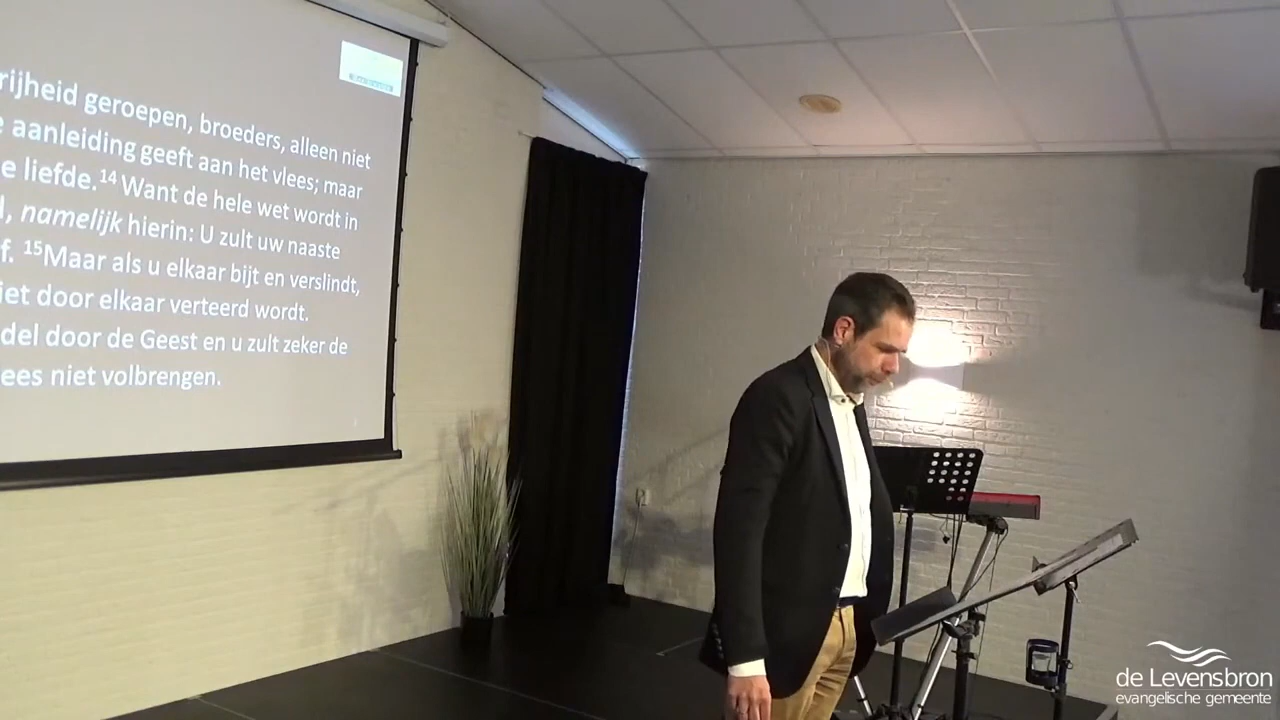 rijheid geroepen, broeders, alleen niet
aanleiding geeft aan het vlees; maar
e liefde. 14 Want de hele wet wordt in
, namelijk hierin: U zult uw naaste
f. 15Maar als u elkaar bijt en verslindt,
iet door elkaar verteerd wordt.
del door de Geest en u zult zeker de
ees niet volbrengen.
de Levensbron
evangelische gemeente